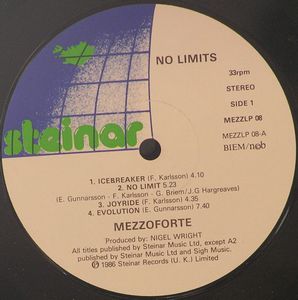 NO LIMITS
33rpm
STEREO
SIDE 1
MEZZLP 08
MEZZLP 08-A
BIEM/ncb
steinar
1. ICEBREAKER (F. Karlsson) 4.10
2. NO LIMIT 5.23
(E. Gunnarsson - F. Karlsson - G. Briem/J.G Hargreaves)
3. JOYRIDE (F. Karlsson) 4.35
4. EVOLUTION (E. Gunnarsson) 7.40
MEZZOFORTE
Produced by: NIGEL WRIGHT
All titles published by Steinar Music Ltd, except A2
published by Steinar Music Ltd and Sigh Music.
℗1986 Steinar Records (U. K.) Limited